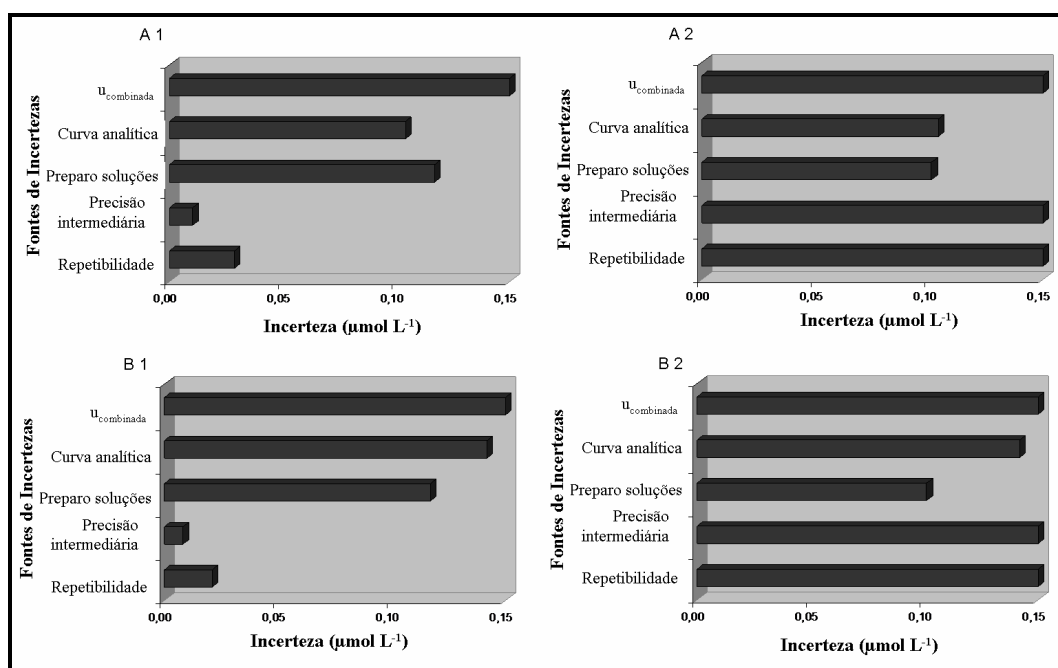 A 1
Fontes de Incertezas
u combinada
Curva analítica
Preparo soluções
Precisão
intermediária
Repetibilidade
0,00 0,05 0,10 0,15
Incerteza (µmol L-1)
A 2
Fontes de Incertezas
u combinada
Curva analítica
Preparo soluções
Precisão
intermediária
Repetibilidade
0,00 0,05 0,10 0,15
Incerteza (µmol L-1)
B 1
Fontes de Incertezas
u combinada
Curva analítica
Preparo soluções
Precisão
intermediária
Repetibilidade
0,00 0,05 0,10 0,15
Incerteza (µmol L-1)
B 2
Fontes de Incertezas
u combinada
Curva analítica
Preparo soluções
Precisão
intermediária
Repetibilidade
0,00 0,05 0,10 0,15
Incerteza (µmol L-1)